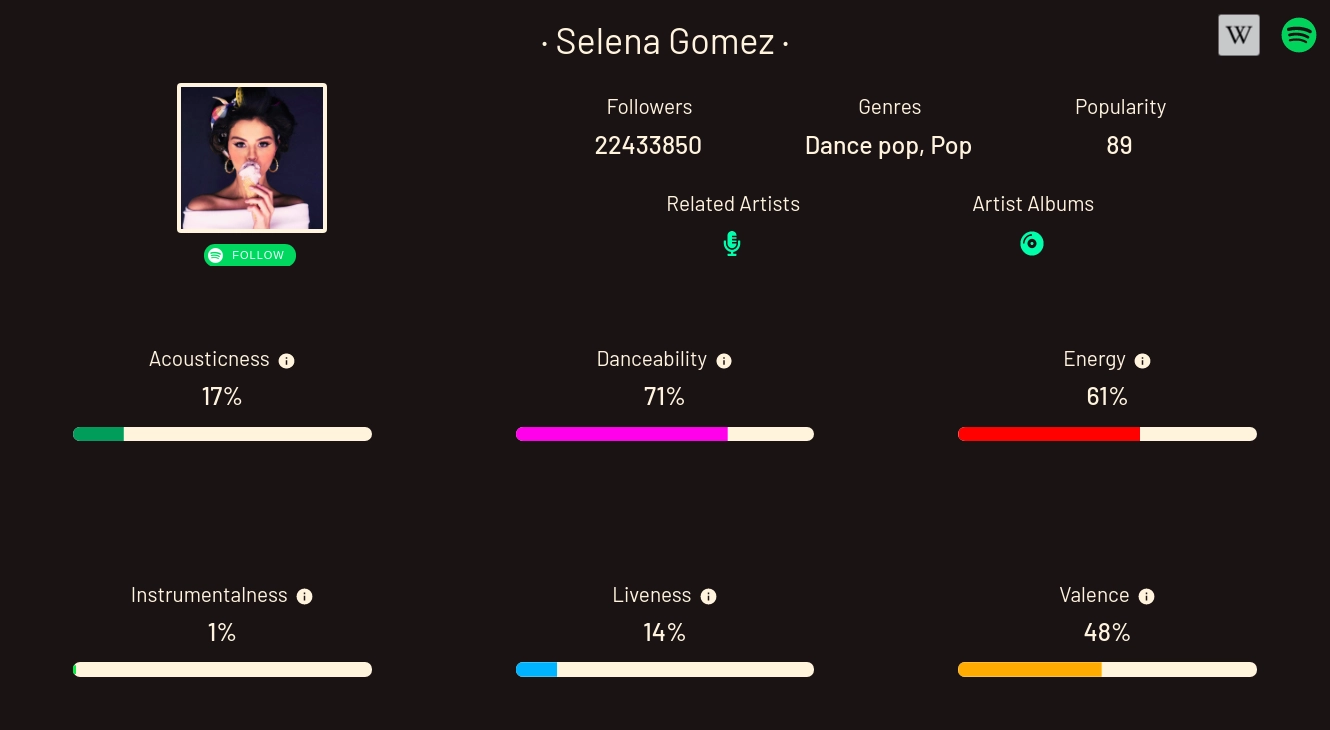 · Selena Gomez ·
W
Followers
22433850
Genres
Dance pop, Pop
Popularity
89
FOLLOW
Related Artists
Artist Albums
Acousticness
17%
Danceability
71%
Energy
61%
Instrumentalness
1%
Liveness
14%
Valence
48%